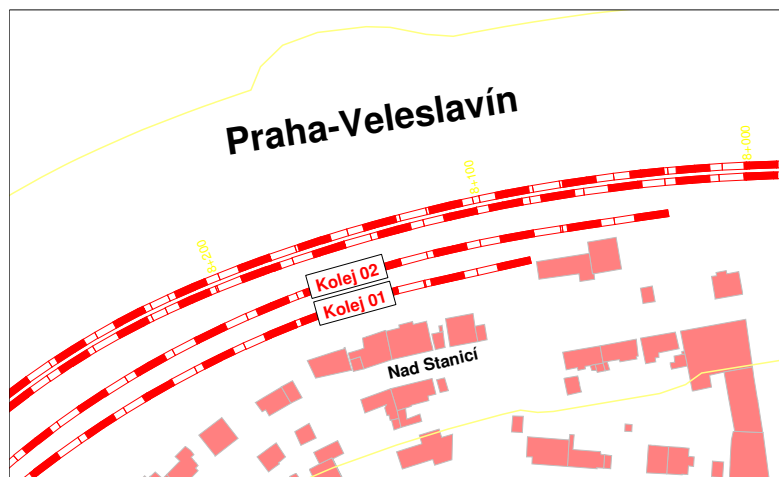 Praha-Veleslavín
8+000
8+100
8+200
Kolej 02
Kolej 01
Nad Stanicí